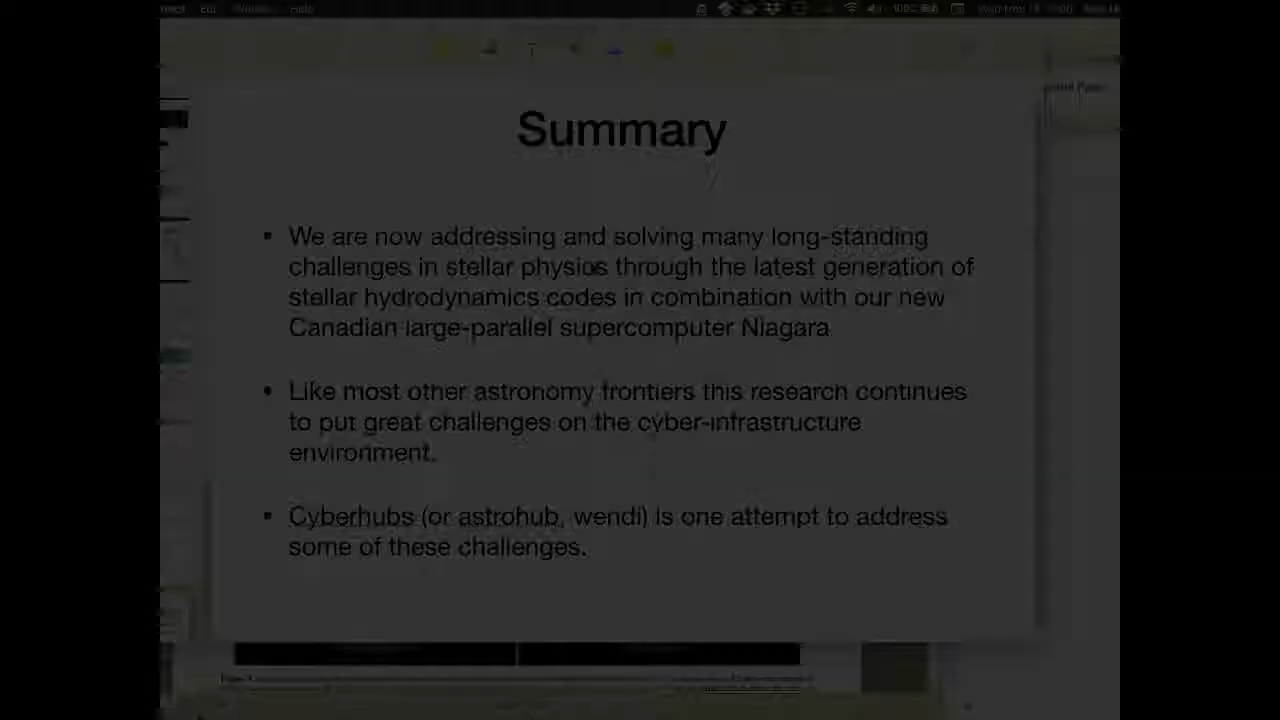 Help
Summary
• We are now addressing and solving many long-standing
challenges in stellar physics through the latest generation of
stellar hydrodynamics codes in combination with our new
Canadian large-parallel supercomputer Niagara
• Like most other astronomy frontiers this research continues
to put great challenges on the cyber-infrastructure
environment.
• Cyberhubs (or astrohub, wendi) is one attempt to address
some of these challenges.